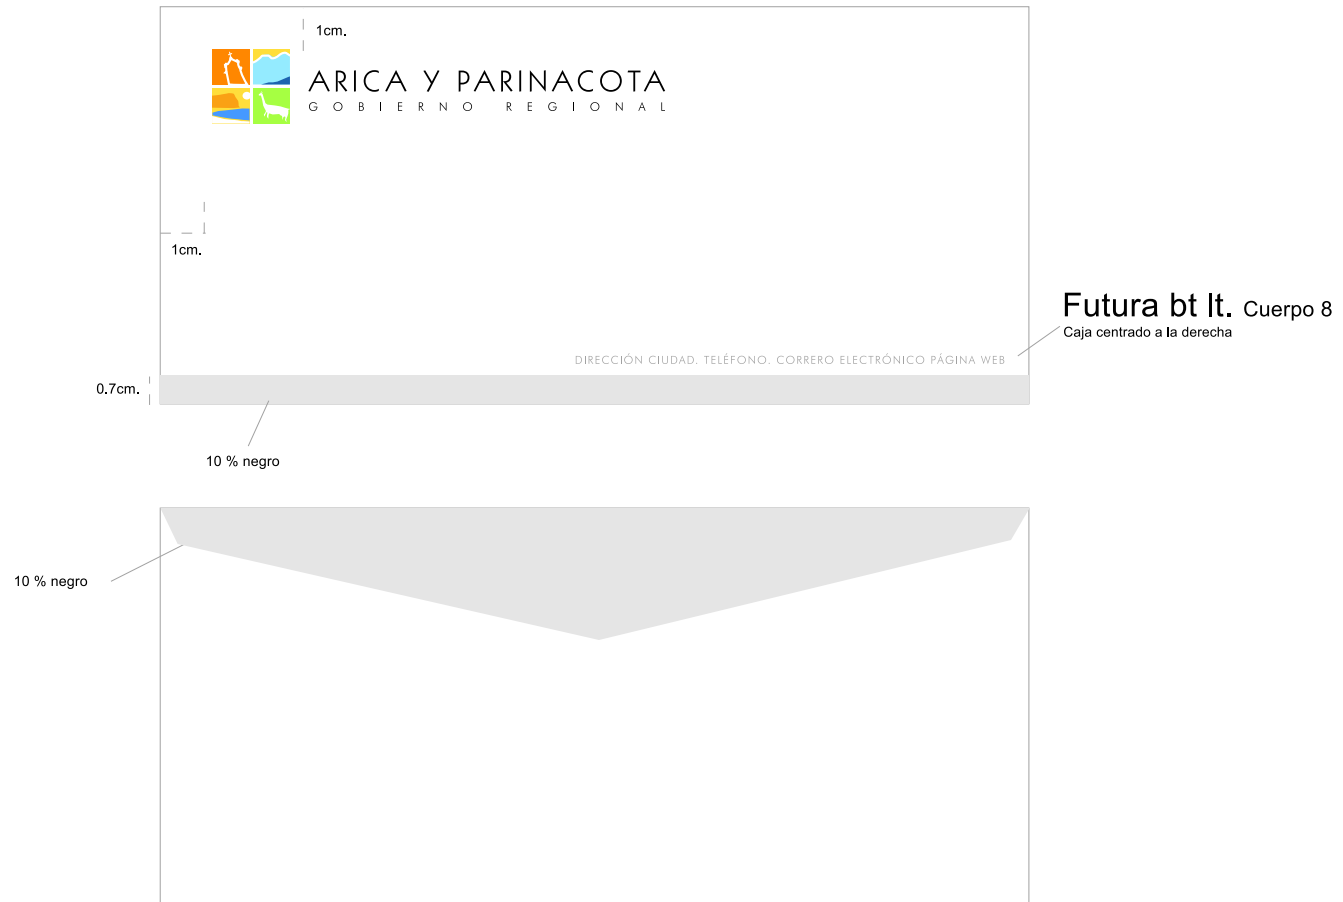 1cm.
ARICA Y PARINACOTA
GOBIERNO REGIONAL
1cm.
Futura bt lt. Cuerpo 8
Caja centrado a la derecha
DIRECCIÓN CIUDAD. TELÉFONO. CORRERO ELECTRÓNICO PÁGINA WEB
0.7cm.
10 % negro
10 % negro